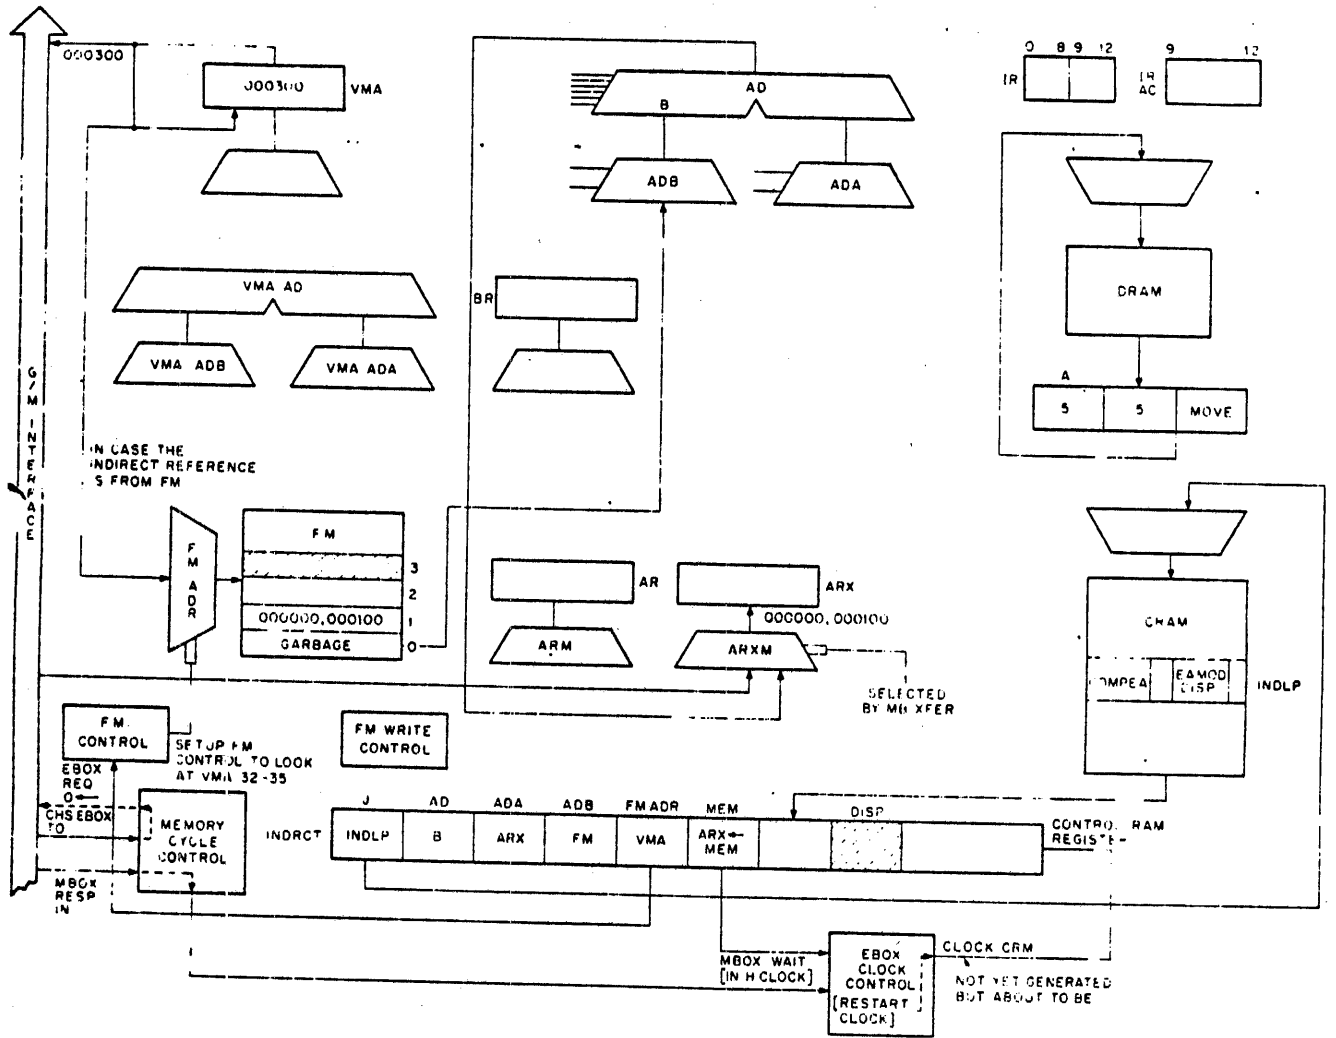 000300
000300
VMA
AD
B
ADB
ADA
0 8 9 12
IR
9 12
IR
AC
DRAM
A
5 5 MOVE
VMA AD
VMA ADB
VMA ADA
BR
INTERFACE
IN CASE THE
INDIRECT REFERENCE
IS FROM FM
FM ADR
FM
3
2
000000,000100 1
GARBAGE 0
AR
ARM
ARX
000000,000100
ARXM
SELECTED
BY MB XFER
CRAM
COMPEA
EAMOD
DISP
INDLP
FM
CONTROL
SETUP FM
CONTROL TO LOOK
AT VMA 32-35
FM WRITE
CONTROL
EBOX
REQ
0
MEMORY
CYCLE
CONTROL
MBOX
RESP
IN
J AD ADA ADB FM ADR MEM DISP
INDRCT INDLP B ARX FM VMA ARX←
MEM
MBOX WAIT
[IN H CLOCK]
EBOX
CLOCK
CONTROL
[RESTART
CLOCK]
CLOCK CRM
NOT YET GENERATED
BUT ABOUT TO BE